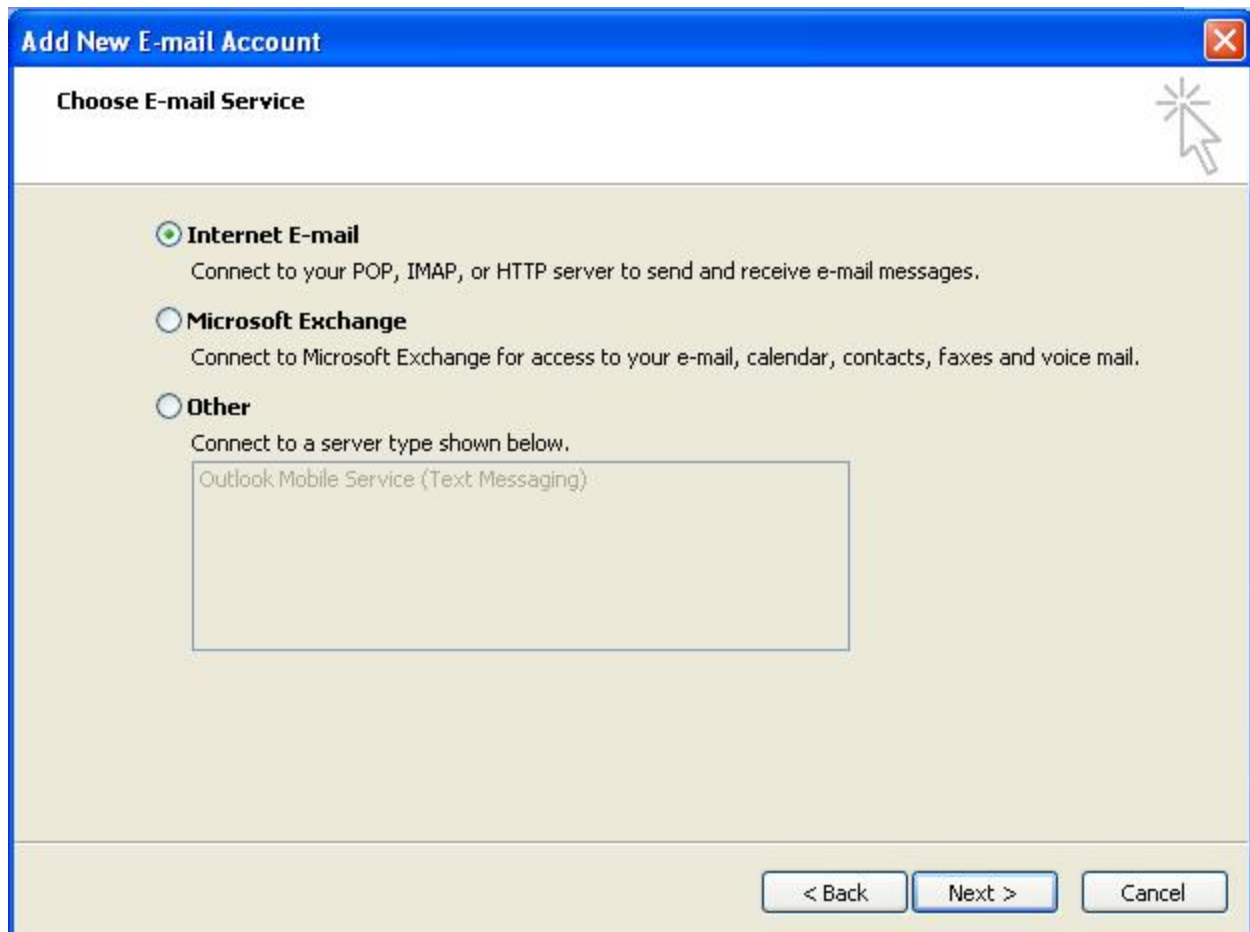 Add New E-mail Account
Choose E-mail Service
Internet E-mail
Connect to your POP, IMAP, or HTTP server to send and receive e-mail messages.
Microsoft Exchange
Connect to Microsoft Exchange for access to your e-mail, calendar, contacts, faxes and voice mail.
Other
Connect to a server type shown below.
Outlook Mobile Service (Text Messaging)
< Back Next > Cancel